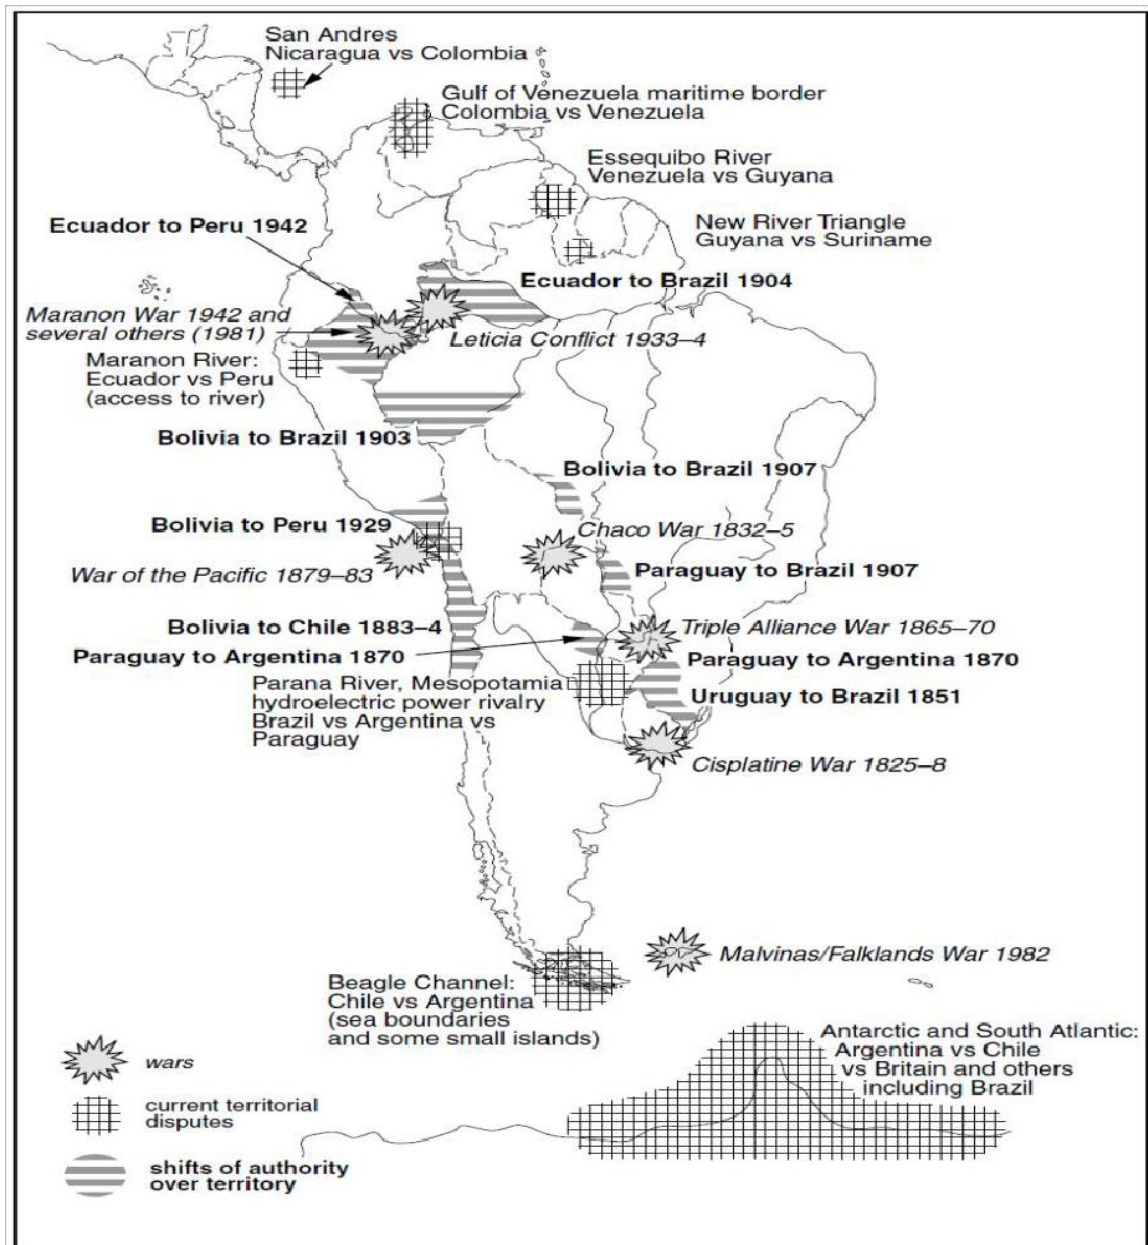 San Andres
Nicaragua vs Colombia
Gulf of Venezuela maritime border
Colombia vs Venezuela
Essequibo River
Venezuela vs Guyana
New River Triangle
Guyana vs Suriname
Ecuador to Peru 1942
Ecuador to Brazil 1904
Maranon War 1942 and
several others (1981)
Leticia Conflict 1933–4
Maranon River:
Ecuador vs Peru
(access to river)
Bolivia to Brazil 1903
Bolivia to Brazil 1907
Bolivia to Peru 1929
Chaco War 1832–5
War of the Pacific 1879–83
Paraguay to Brazil 1907
Bolivia to Chile 1883–4
Triple Alliance War 1865–70
Paraguay to Argentina 1870
Paraguay to Argentina 1870
Parana River, Mesopotamia
hydroelectric power rivalry
Brazil vs Argentina vs
Paraguay
Uruguay to Brazil 1851
Cisplatine War 1825–8
Malvinas/Falklands War 1982
Beagle Channel:
Chile vs Argentina
(sea boundaries
and some small islands)
Antarctic and South Atlantic:
Argentina vs Chile
vs Britain and others
including Brazil
wars
current territorial
disputes
shifts of authority
over territory